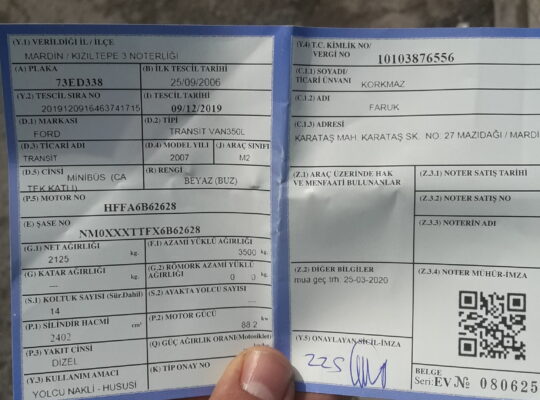 (Y.1) VERİLDİĞİ İL / İLÇE
MARDİN / KIZILTEPE 3 NOTERLİĞİ
(A) PLAKA
73ED338
(B) İLK TESCİL TARİHİ
25/09/2006
(Y.2) TESCİL SIRA NO
20191209164637 41715
(I) TESCİL TARİHİ
09/12/2019
(D.1) MARKASI
FORD
(D.2) TİPİ
TRANSIT VAN350L
(D.3) TİCARİ ADI
TRANSIT
(D.4) MODEL YILI
2007
(J) ARAÇ SINIFI
M2
(D.5) CİNSİ
MİNİBÜS (ÇA
TEK KATLI)
(R) RENGİ
BEYAZ (BUZ)
(P.5) MOTOR NO
HFFA6B62628
(E) ŞASE NO
NM0XXXTTFX6B62628
(G.1) NET AĞIRLIĞI
2125 kg.
(F.1) AZAMİ YÜKLÜ AĞIRLIĞI
3500 kg.
(G) KATAR AĞIRLIĞI
--- kg.
(G.2) RÖMORK AZAMİ YÜKLÜ AĞIRLIĞI
0 0 kg.
(S.1) KOLTUK SAYISI (Sür.Dahil)
14
(S.2) AYAKTA YOLCU SAYISI
---
(P.1) SİLİNDİR HACMİ
2402 cm³
(P.2) MOTOR GÜCÜ
88.2 kw
(P.3) YAKIT CİNSİ
DİZEL
(Q) GÜÇ AĞIRLIK ORANI (Motosiklet)
(Y.3) KULLANIM AMACI
YOLCU NAKLİ - HUSUSİ
(K) TİP ONAY NO
(Y.4) T.C. KİMLİK NO/
VERGİ NO
10103876556
(C.1.1) SOYADI/
TİCARİ ÜNVANI
KORKMAZ
(C.1.2) ADI
FARUK
(C.1.3) ADRESİ
KARATAŞ MAH. KARATAŞ SK. NO: 27 MAZIDAĞI / MARDİ
(Z.1) ARAÇ ÜZERİNDE HAK
VE MENFAATİ BULUNANLAR
(Z.2) DİĞER BİLGİLER
mua geç trh: 25-03-2020
(Z.3.1) NOTER SATIŞ TARİHİ
(Z.3.2) NOTER SATIŞ NO
(Z.3.3) NOTERİN ADI
(Z.3.4) NOTER MÜHÜR-İMZA
(Y.5) ONAYLAYAN SİCİL-İMZA
225
BELGE
Seri: EV № 080625